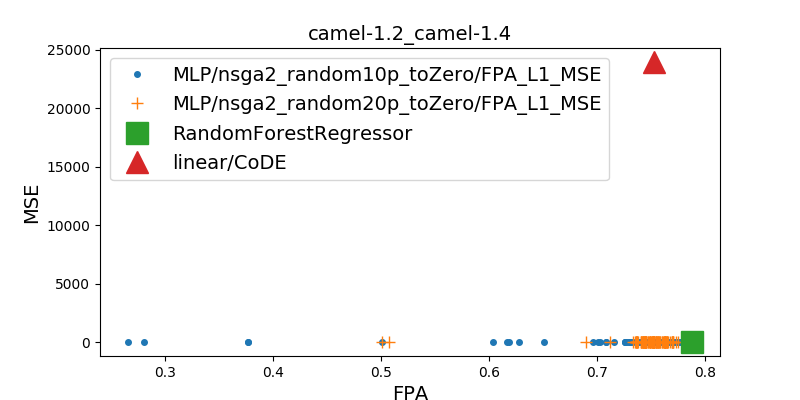 camel-1.2_camel-1.4
25000
20000
15000
10000
5000
0
MSE
MLP/nsga2_random10p_toZero/FPA_L1_MSE
MLP/nsga2_random20p_toZero/FPA_L1_MSE
RandomForestRegressor
linear/CoDE
0.3 0.4 0.5 0.6 0.7 0.8
FPA